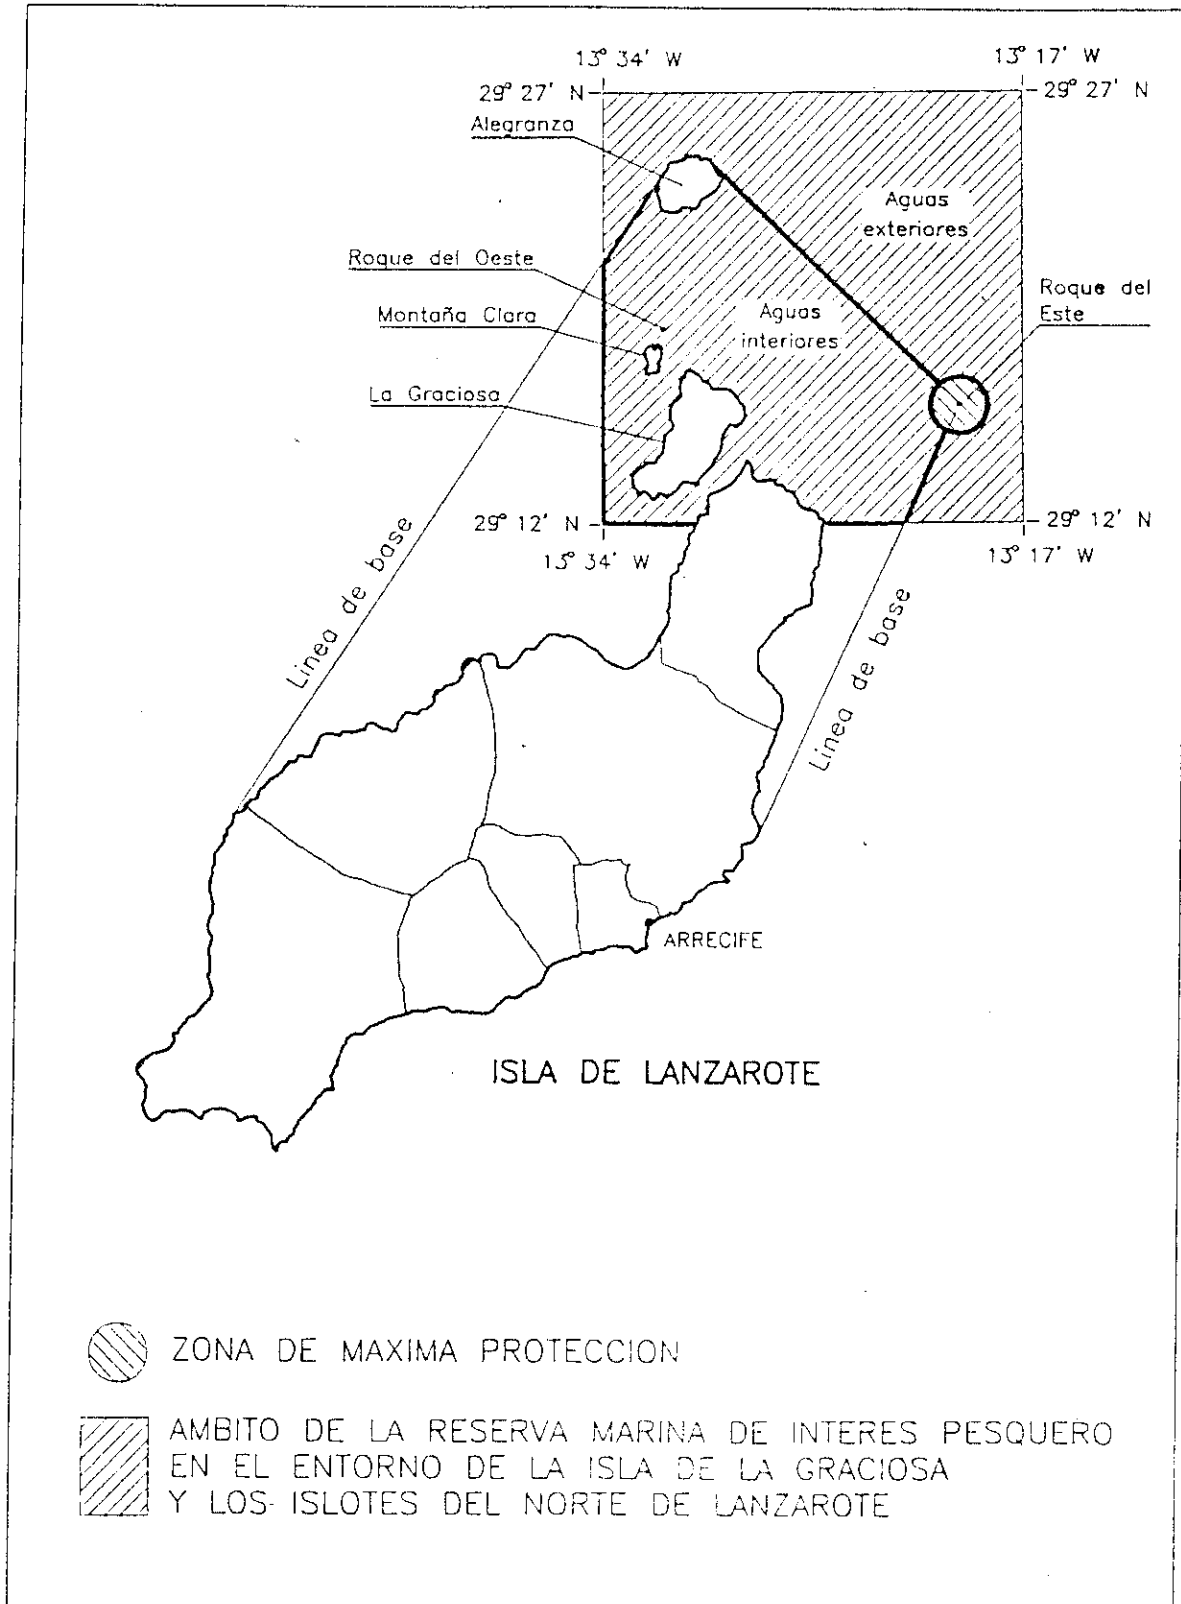 13° 34' W
13° 17' W
29° 27' N
29° 27' N
Alegranza
Aguas
exteriores
Roque del Oeste
Roque del
Este
Montaña Clara
Aguas
interiores
La Graciosa
29° 12' N
29° 12' N
13° 34' W
13° 17' W
Linea de base
Linea de base
ARRECIFE
ISLA DE LANZAROTE
ZONA DE MAXIMA PROTECCION
AMBITO DE LA RESERVA MARINA DE INTERES PESQUERO
EN EL ENTORNO DE LA ISLA DE LA GRACIOSA
Y LOS ISLOTES DEL NORTE DE LANZAROTE